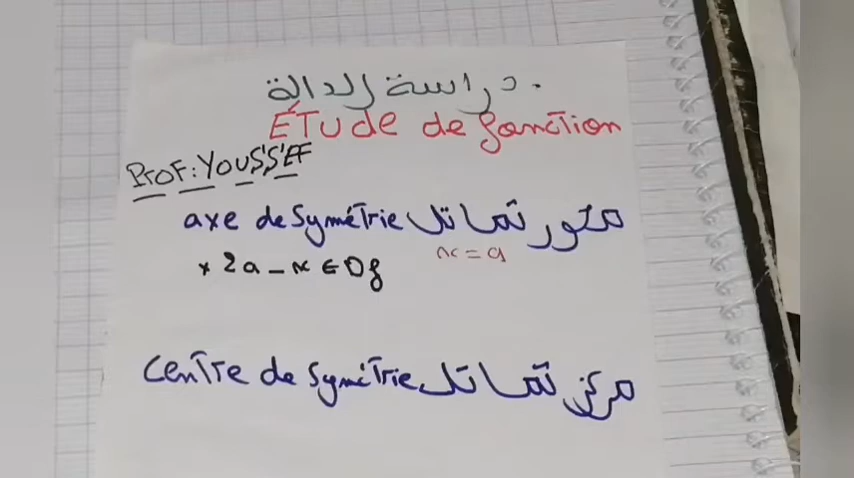 دراسة الدالة.
ÉTUde de fonction
Prof: YOUSSEF
axe de Symétrie محور تماثل
x = a
* 2a - x ∈ Df
Centre de Symétrie مركز تماثل